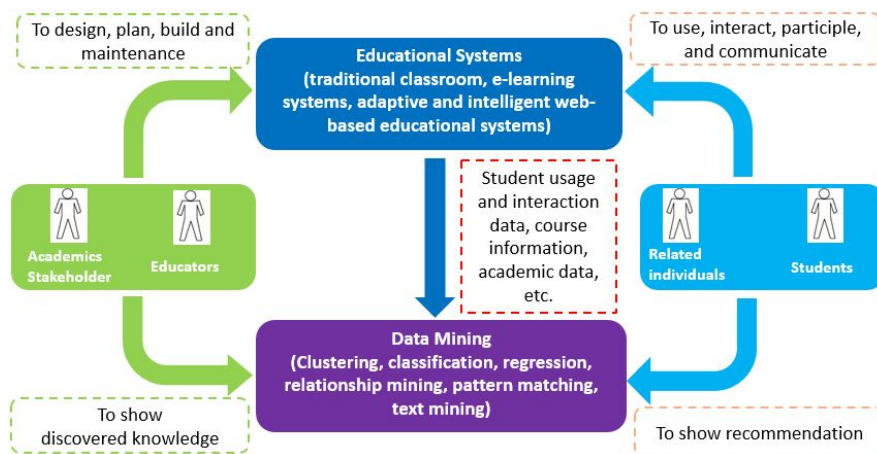 To design, plan, build and
maintenance
To use, interact, participle,
and communicate
Educational Systems
(traditional classroom, e-learning
systems, adaptive and intelligent web-
based educational systems)
Academics
Stakeholder
Educators
Student usage
and interaction
data, course
information,
academic data,
etc.
Related
individuals
Students
Data Mining
(Clustering, classification, regression,
relationship mining, pattern matching,
text mining)
To show
discovered knowledge
To show recommendation